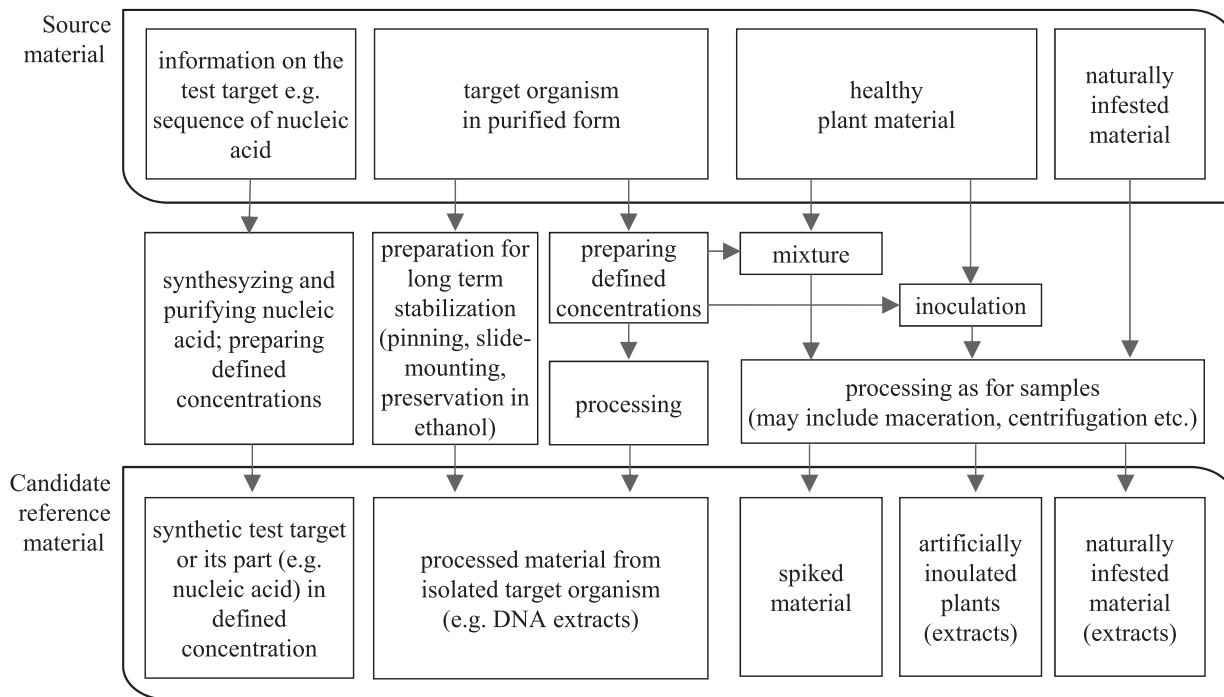 Source
material
information on the
test target e.g.
sequence of nucleic
acid
target organism
in purified form
healthy
plant material
naturally
infested
material
synthesyzing and
purifying nucleic
acid; preparing
defined
concentrations
preparation for
long term
stabilization
(pinning, slide-
mounting,
preservation in
ethanol)
preparing
defined
concentrations
mixture
inoculation
processing
processing as for samples
(may include maceration, centrifugation etc.)
Candidate
reference
material
synthetic test target
or its part (e.g.
nucleic acid) in
defined
concentration
processed material from
isolated target organism
(e.g. DNA extracts)
spiked
material
artificially
inoulated
plants
(extracts)
naturally
infested
material
(extracts)